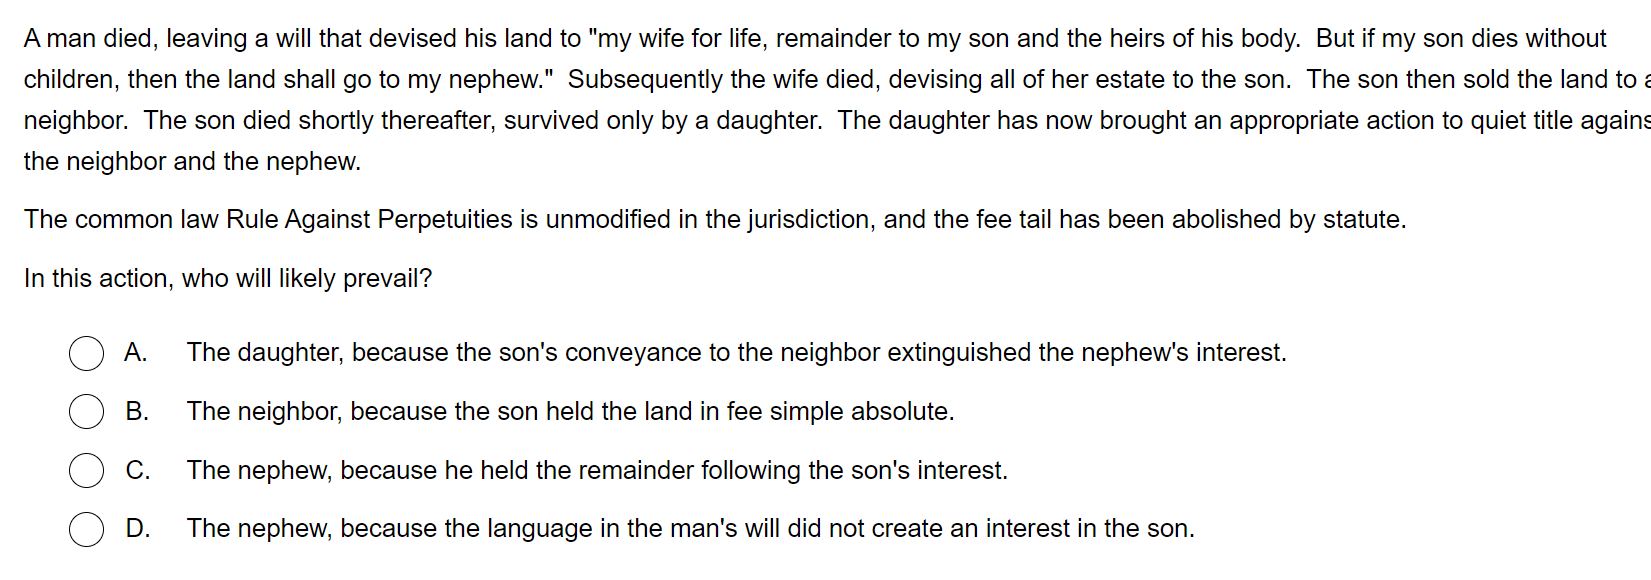 A man died, leaving a will that devised his land to "my wife for life, remainder to my son and the heirs of his body.  But if my son dies without
children, then the land shall go to my nephew."  Subsequently the wife died, devising all of her estate to the son.  The son then sold the land to
neighbor.  The son died shortly thereafter, survived only by a daughter.  The daughter has now brought an appropriate action to quiet title
the neighbor and the nephew.
The common law Rule Against Perpetuities is unmodified in the jurisdiction, and the fee tail has been abolished by statute.
In this action, who will likely prevail?
A. The daughter, because the son's conveyance to the neighbor extinguished the nephew's interest.
B. The neighbor, because the son held the land in fee simple absolute.
C. The nephew, because he held the remainder following the son's interest.
D. The nephew, because the language in the man's will did not create an interest in the son.